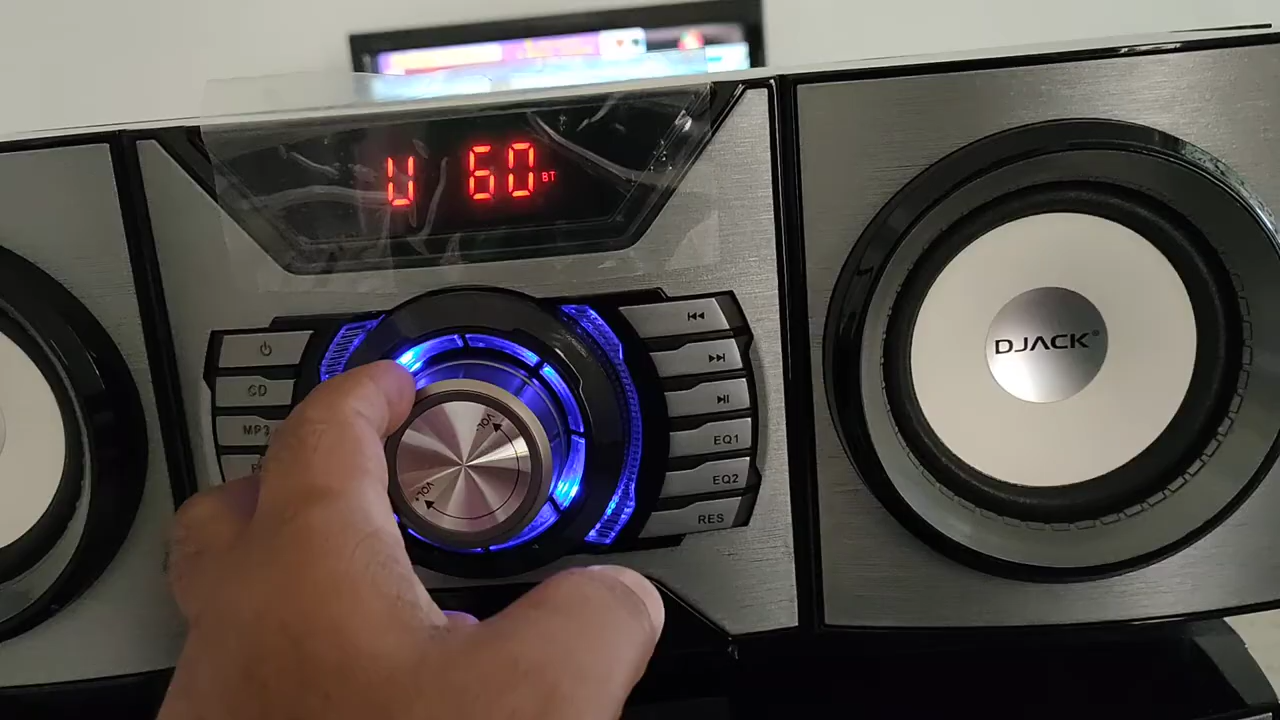 U 60 BT
CD
MP3
EQ1
EQ2
RES
VOL
VOL
DJACK®